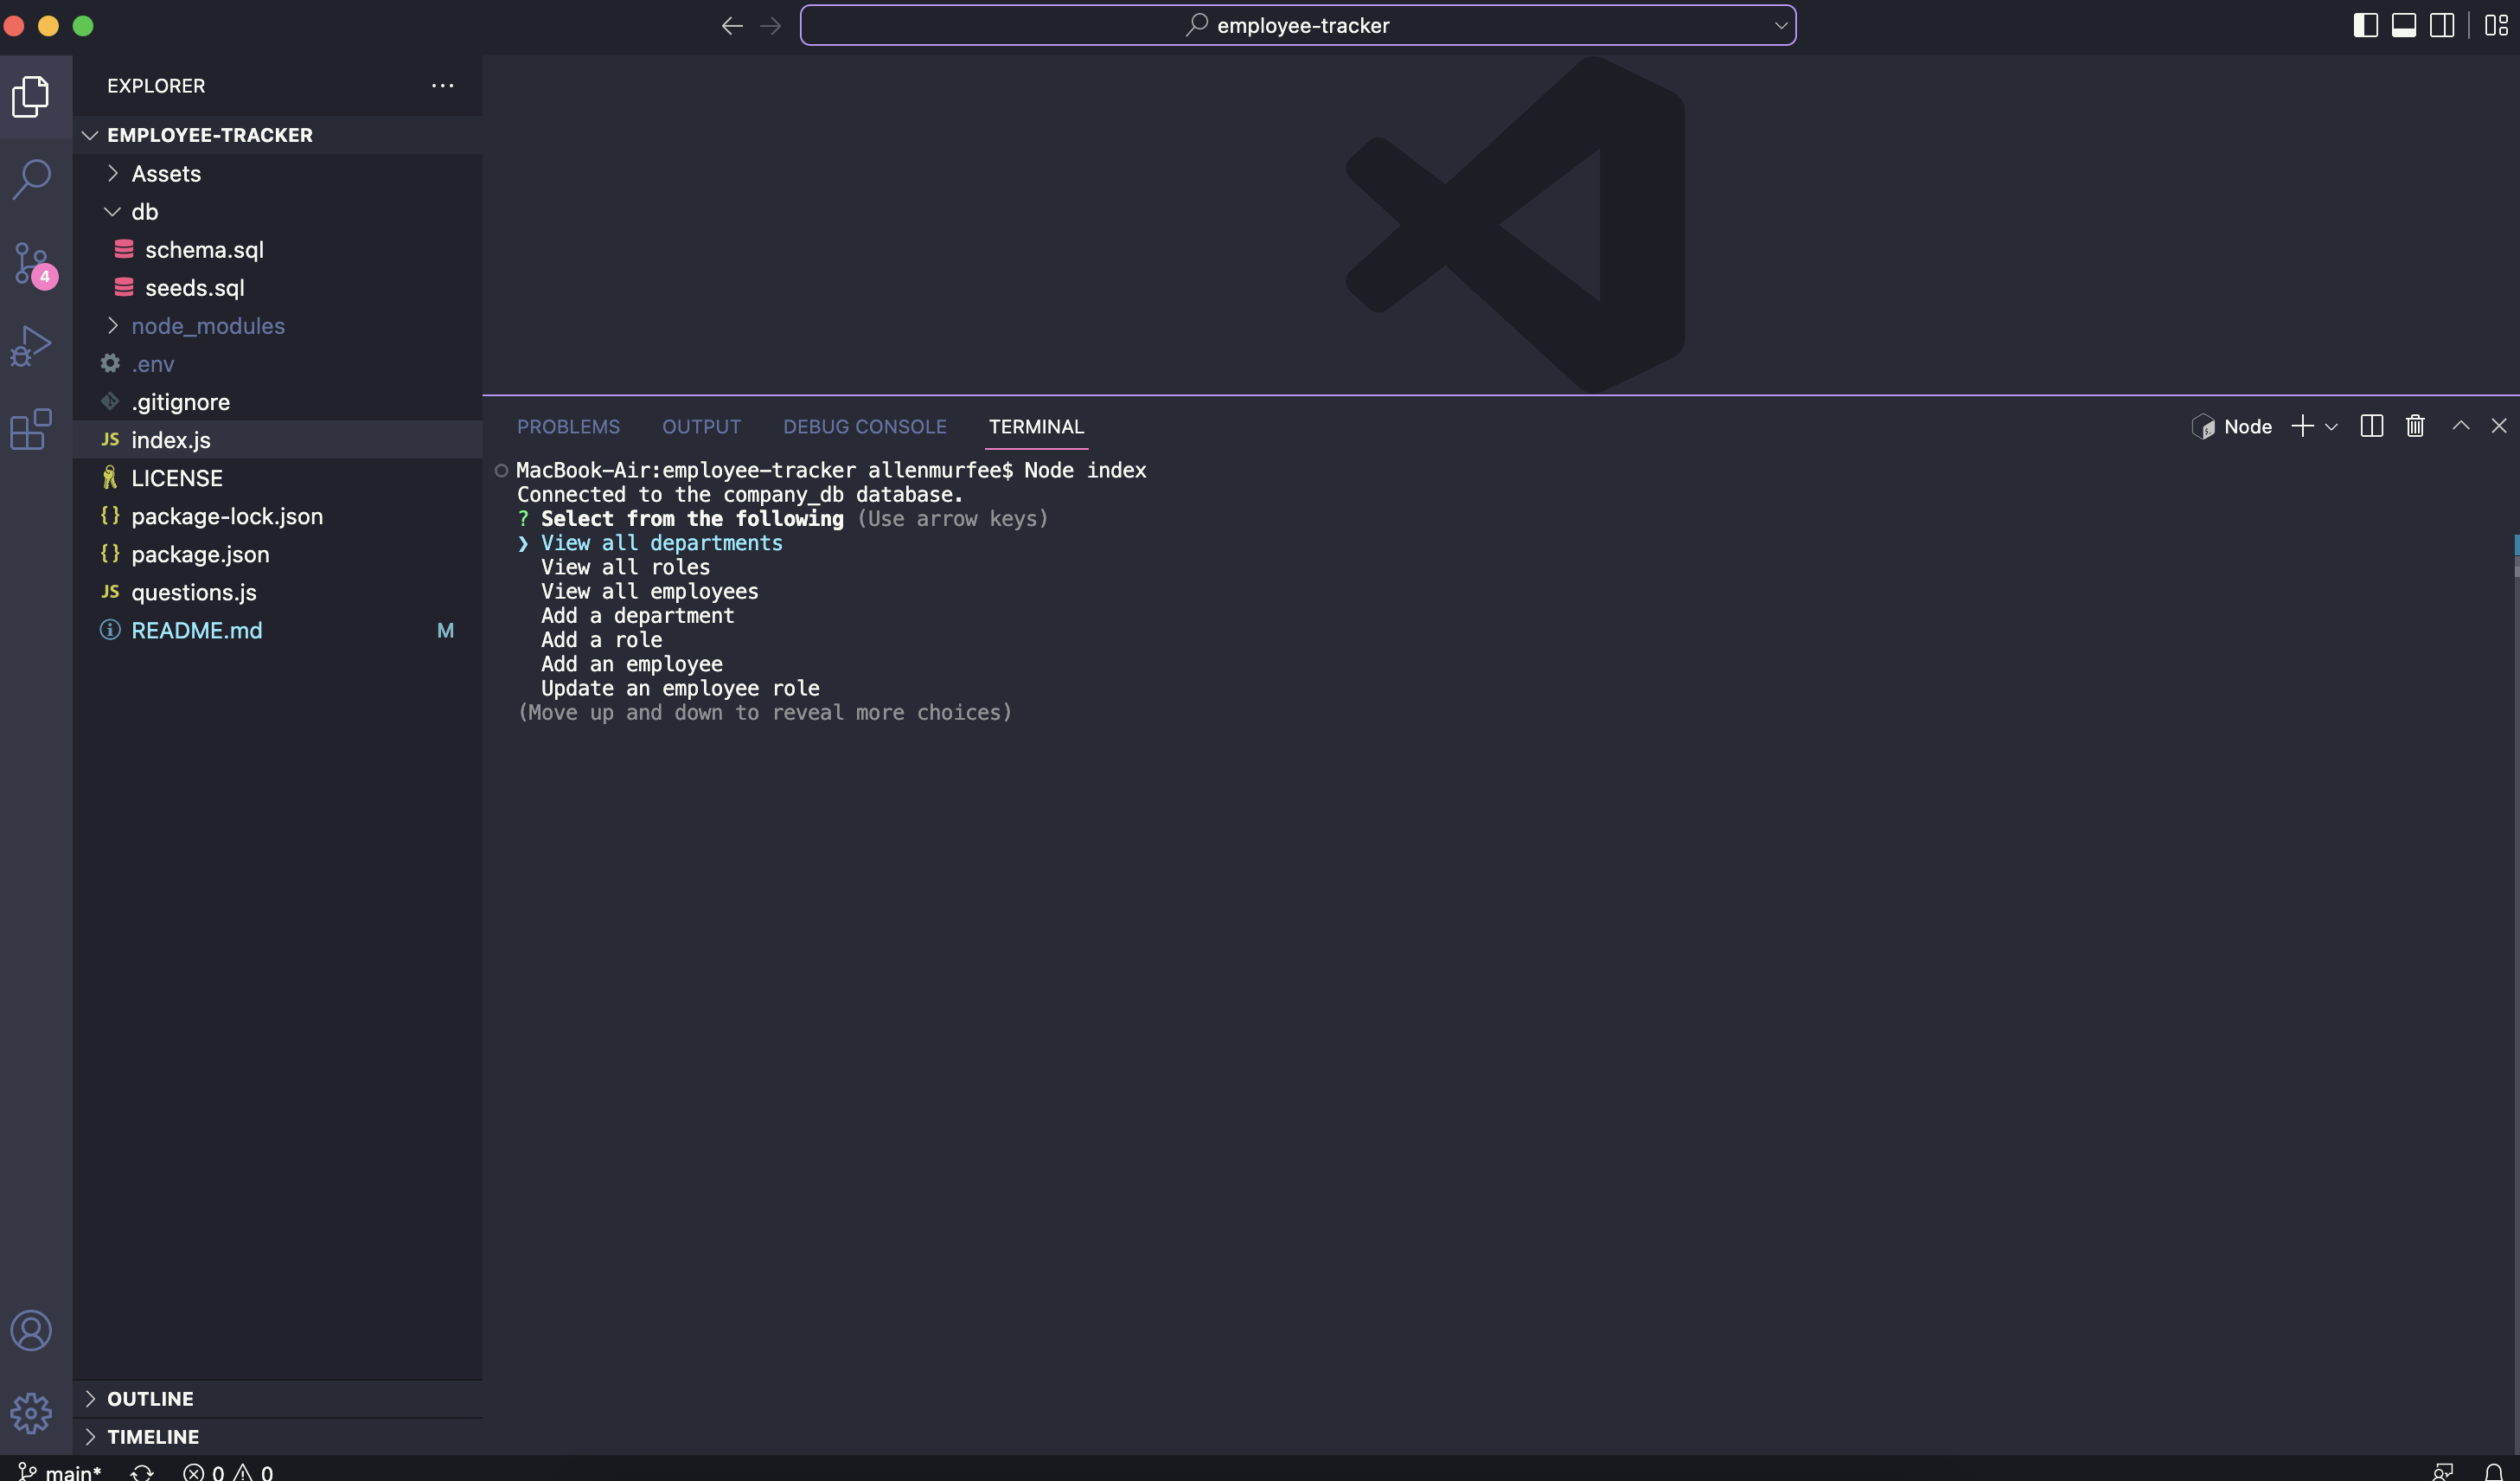 employee-tracker
EXPLORER
EMPLOYEE-TRACKER
Assets
db
schema.sql
seeds.sql
node_modules
.env
.gitignore
JS index.js
LICENSE
{} package-lock.json
{} package.json
JS questions.js
README.md M
4
PROBLEMS OUTPUT DEBUG CONSOLE TERMINAL
Node
MacBook-Air:employee-tracker allenmurfee$ Node index
Connected to the company_db database.
? Select from the following (Use arrow keys)
❯ View all departments
View all roles
View all employees
Add a department
Add a role
Add an employee
Update an employee role
(Move up and down to reveal more choices)
OUTLINE
TIMELINE
main* 0 0